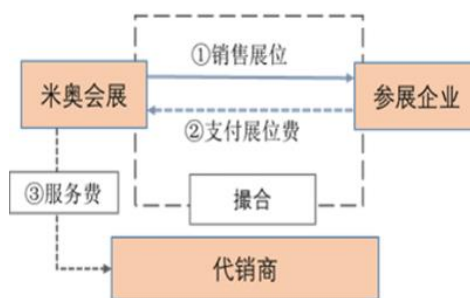 ①销售展位
米奥会展
参展企业
②支付展位费
③服务费
撮合
代销商